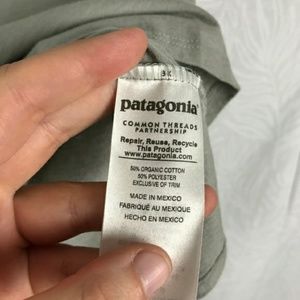 patagonia®
COMMON THREADS
PARTNERSHIP
Repair, Reuse, Recycle
This Product
www.patagonia.com
50% ORGANIC COTTON
50% POLYESTER
EXCLUSIVE OF TRIM
MADE IN MEXICO
FABRIQUÉ AU MEXIQUE
HECHO EN MEXICO